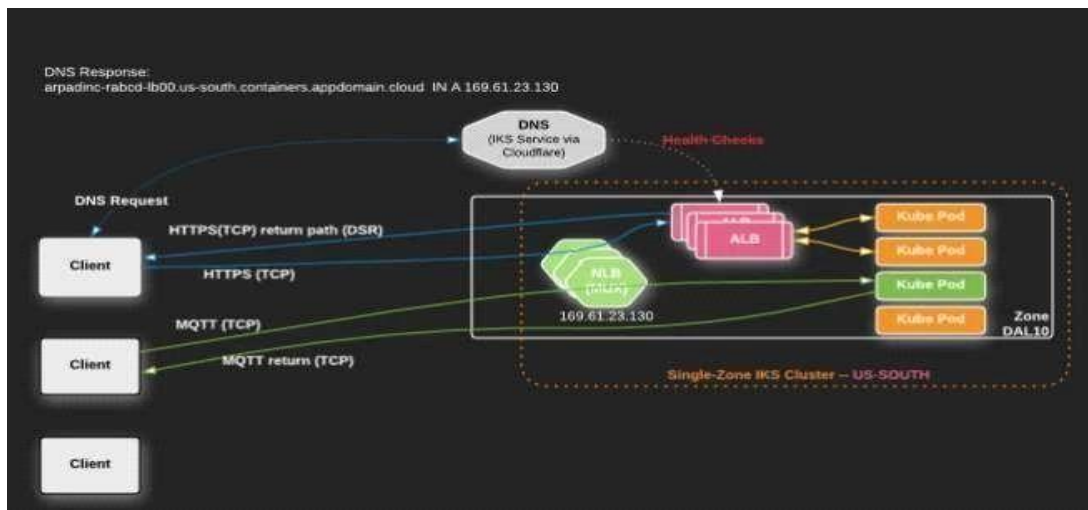 DNS Response:
arpadinc-rabcd-lb00.us-south.containers.appdomain.cloud IN A 169.61.23.130
DNS
(IKS Service via
Cloudflare)
Health Checks
DNS Request
HTTPS(TCP) return path (DSR)
Client
HTTPS (TCP)
ALB
NLB
(MUX)
169.61.23.130
Kube Pod
Kube Pod
Kube Pod
Kube Pod
Zone
DAL10
MQTT (TCP)
Client
MQTT return (TCP)
Single-Zone IKS Cluster – US-SOUTH
Client